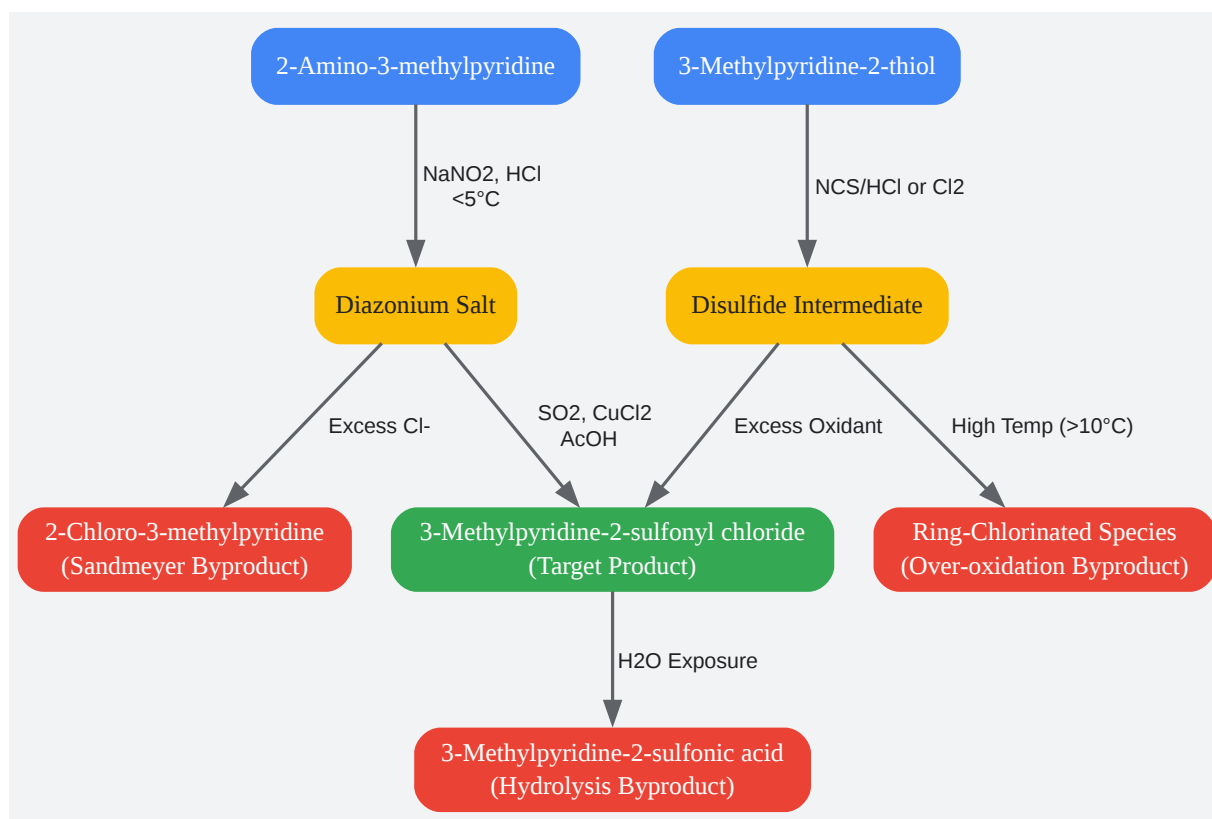 2-Amino-3-methylpyridine
3-Methylpyridine-2-thiol
NaNO2, HCl
<5°C
NCS/HCl or Cl2
Diazonium Salt
Disulfide Intermediate
Excess Cl-
SO2, CuCl2
AcOH
Excess Oxidant
High Temp (>10°C)
2-Chloro-3-methylpyridine
(Sandmeyer Byproduct)
3-Methylpyridine-2-sulfonyl chloride
(Target Product)
Ring-Chlorinated Species
(Over-oxidation Byproduct)
H2O Exposure
3-Methylpyridine-2-sulfonic acid
(Hydrolysis Byproduct)